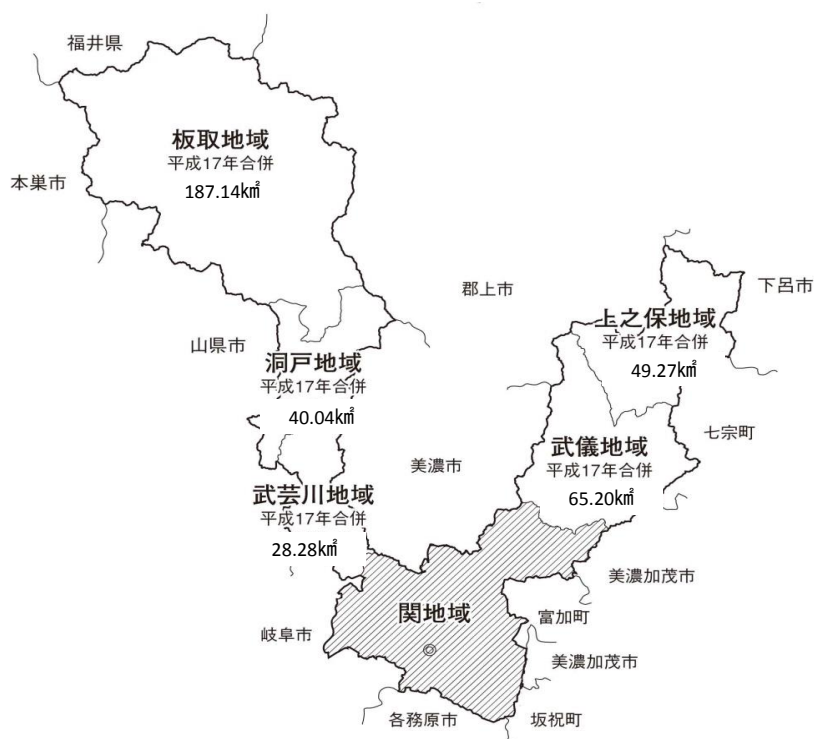 福井県
板取地域
平成17年合併
187.14㎢
本巣市
郡上市
下呂市
上之保地域
平成17年合併
49.27㎢
山県市
洞戸地域
平成17年合併
40.04㎢
七宗町
武儀地域
平成17年合併
65.20㎢
美濃市
武芸川地域
平成17年合併
28.28㎢
美濃加茂市
富加町
関地域
岐阜市
美濃加茂市
各務原市
坂祝町